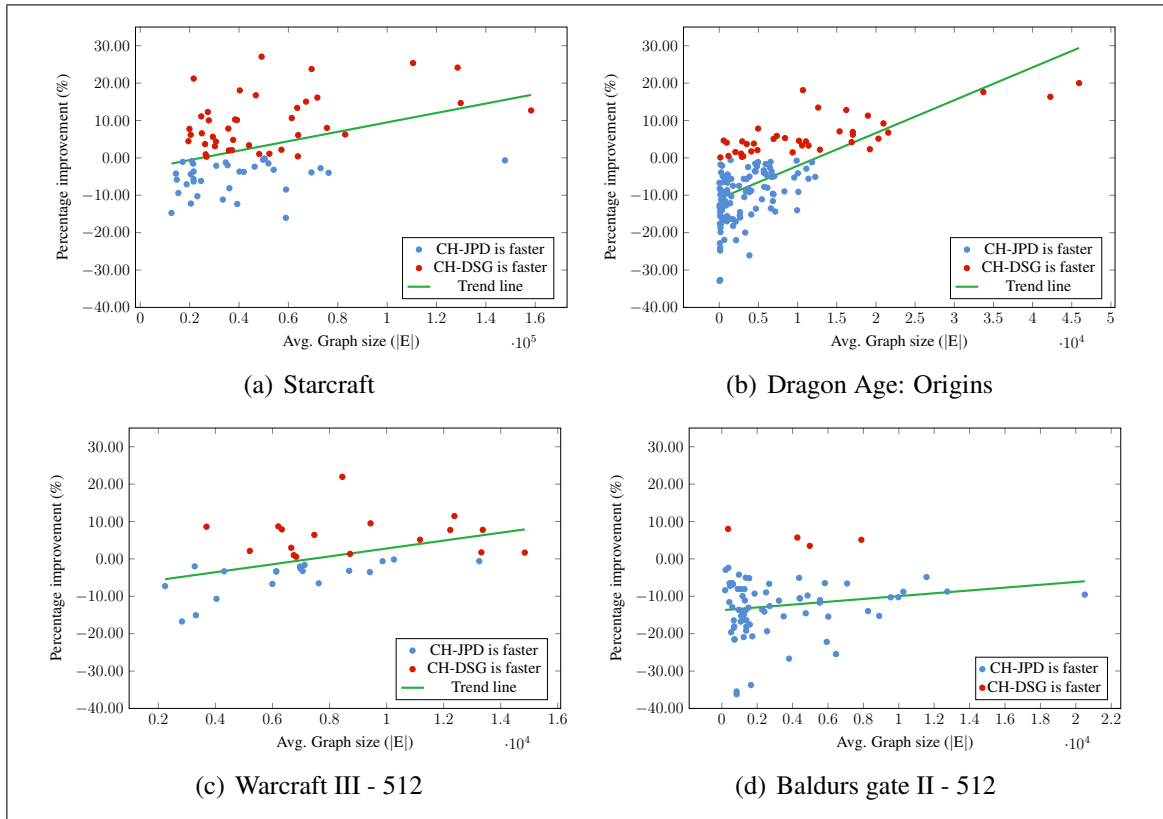 30.00
20.00
10.00
0.00
−10.00
−20.00
−30.00
−40.00
Percentage improvement (%)
0 0.2 0.4 0.6 0.8 1 1.2 1.4 1.6
Avg. Graph size (|E|)
·10^5
CH-JPD is faster
CH-DSG is faster
Trend line
(a) Starcraft
30.00
20.00
10.00
0.00
−10.00
−20.00
−30.00
−40.00
Percentage improvement (%)
0 0.5 1 1.5 2 2.5 3 3.5 4 4.5 5
Avg. Graph size (|E|)
·10^4
CH-JPD is faster
CH-DSG is faster
Trend line
(b) Dragon Age: Origins
30.00
20.00
10.00
0.00
−10.00
−20.00
−30.00
−40.00
Percentage improvement (%)
0.2 0.4 0.6 0.8 1 1.2 1.4 1.6
Avg. Graph size (|E|)
·10^4
CH-JPD is faster
CH-DSG is faster
Trend line
(c) Warcraft III - 512
30.00
20.00
10.00
0.00
−10.00
−20.00
−30.00
−40.00
Percentage improvement (%)
0 0.2 0.4 0.6 0.8 1 1.2 1.4 1.6 1.8 2 2.2
Avg. Graph size (|E|)
·10^4
CH-JPD is faster
CH-DSG is faster
(d) Baldurs gate II - 512